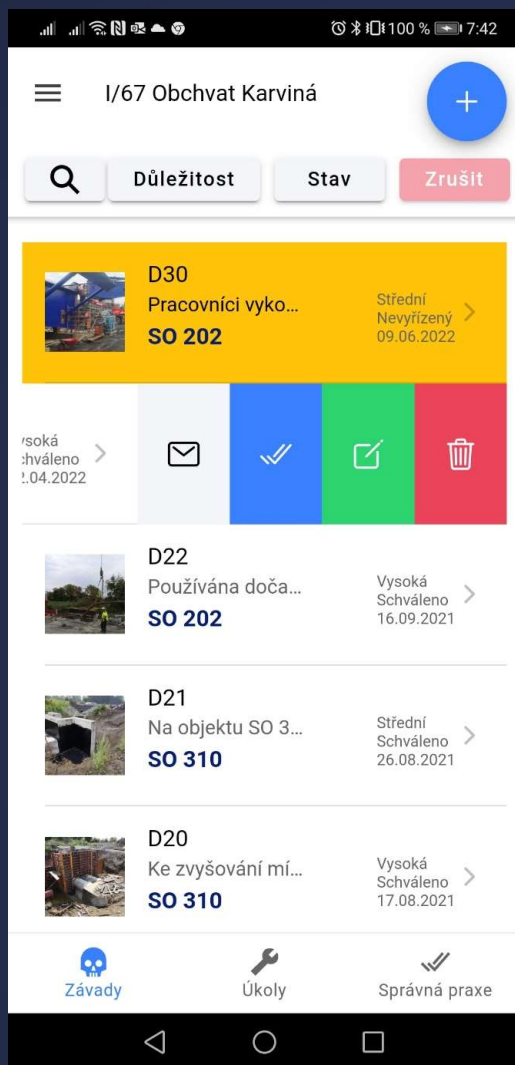 100 % 7:42
I/67 Obchvat Karviná
+
Důležitost Stav Zrušit
D30
Pracovníci vyko...
SO 202
Střední
Nevyřízený
09.06.2022
ysoká
chváleno
2.04.2022
D22
Používána doča...
SO 202
Vysoká
Schváleno
16.09.2021
D21
Na objektu SO 3...
SO 310
Střední
Schváleno
26.08.2021
D20
Ke zvyšování mí...
SO 310
Vysoká
Schváleno
17.08.2021
Závady Úkoly Správná praxe